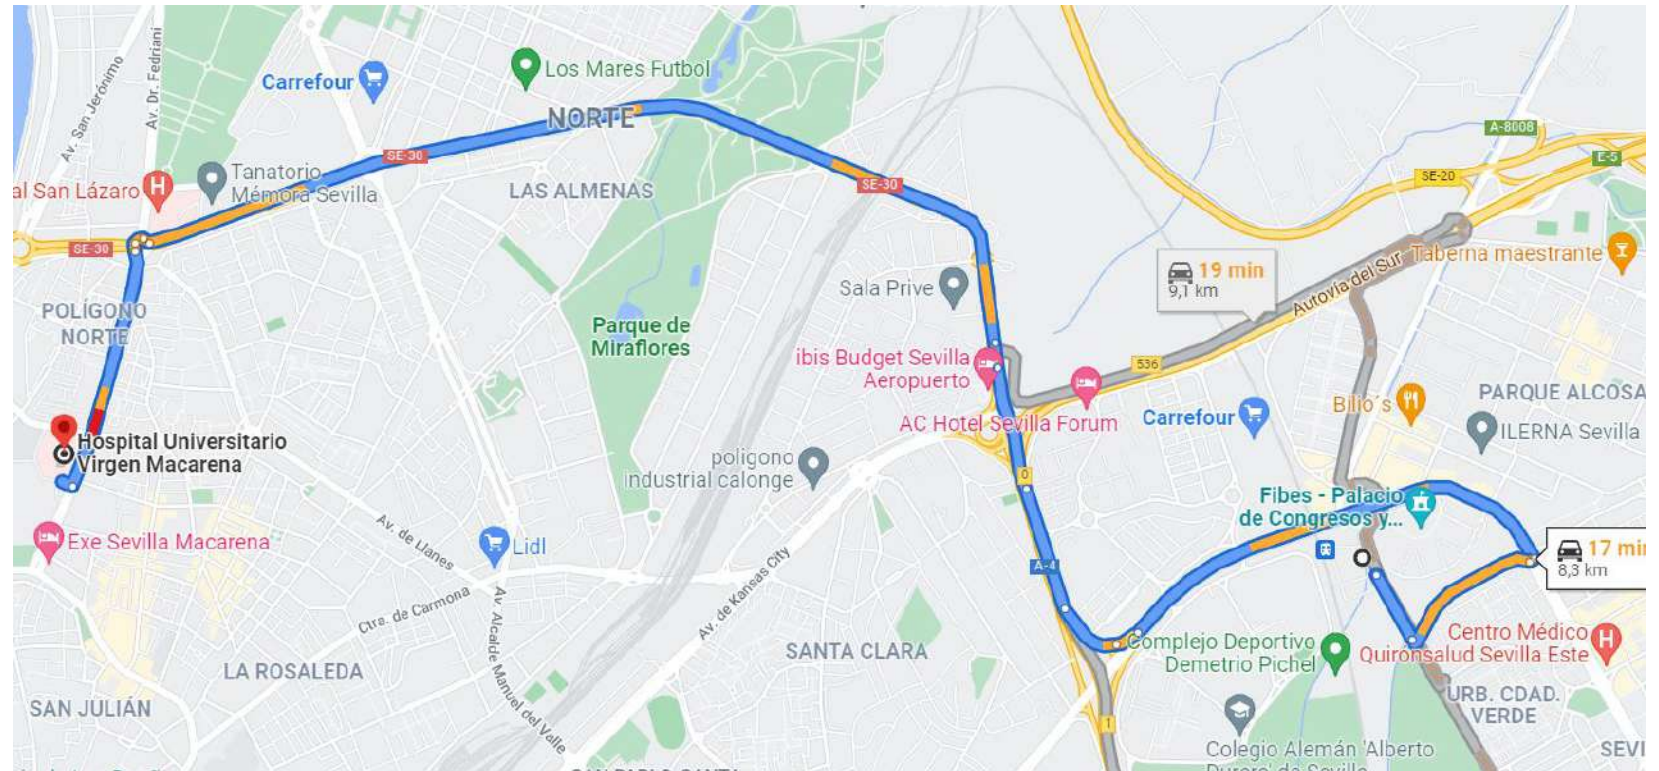 Av. San Jerónimo
Av. Dr. Fedriani
Carrefour
Los Mares Futbol
NORTE
SE-30
Tanatorio
Mémora Sevilla
al San Lázaro
H
LAS ALMENAS
SE-30
SE-30
A-8008
E-5
SE-20
Taberna maestrante
19 min
9,1 km
Autovía del Sur
Sala Prive
POLÍGONO
NORTE
Parque de
Miraflores
ibis Budget Sevilla
Aeropuerto
536
AC Hotel Sevilla Forum
Carrefour
Bilio´s
PARQUE ALCOSA
ILERNA Sevilla
Hospital Universitario
Virgen Macarena
poligono
industrial calonge
0
Fibes - Palacio
de Congresos y...
Exe Sevilla Macarena
Av. de Llanes
Lidl
A-4
17 mi
8,3 km
Av. de Kansas City
Ctra. de Carmona
Av. Alcalde Manuel del Valle
SANTA CLARA
Complejo Deportivo
Demetrio Pichel
Centro Médico
Quirónsalud Sevilla Este
H
LA ROSALEDA
SAN JULIÁN
URB. CDAD.
VERDE
1
Colegio Alemán 'Alberto
SEVI